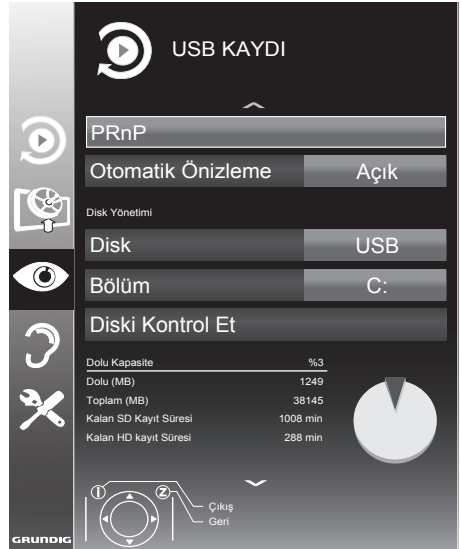 USB KAYDI
PRnP
Otomatik Önizleme Açık
Disk Yönetimi
Disk USB
Bölüm C:
Diski Kontrol Et
Dolu Kapasite %3
Dolu (MB) 1249
Toplam (MB) 38145
Kalan SD Kayıt Süresi 1008 min
Kalan HD kayıt Süresi 288 min
i Z
Çıkış
Geri
GRUNDIG